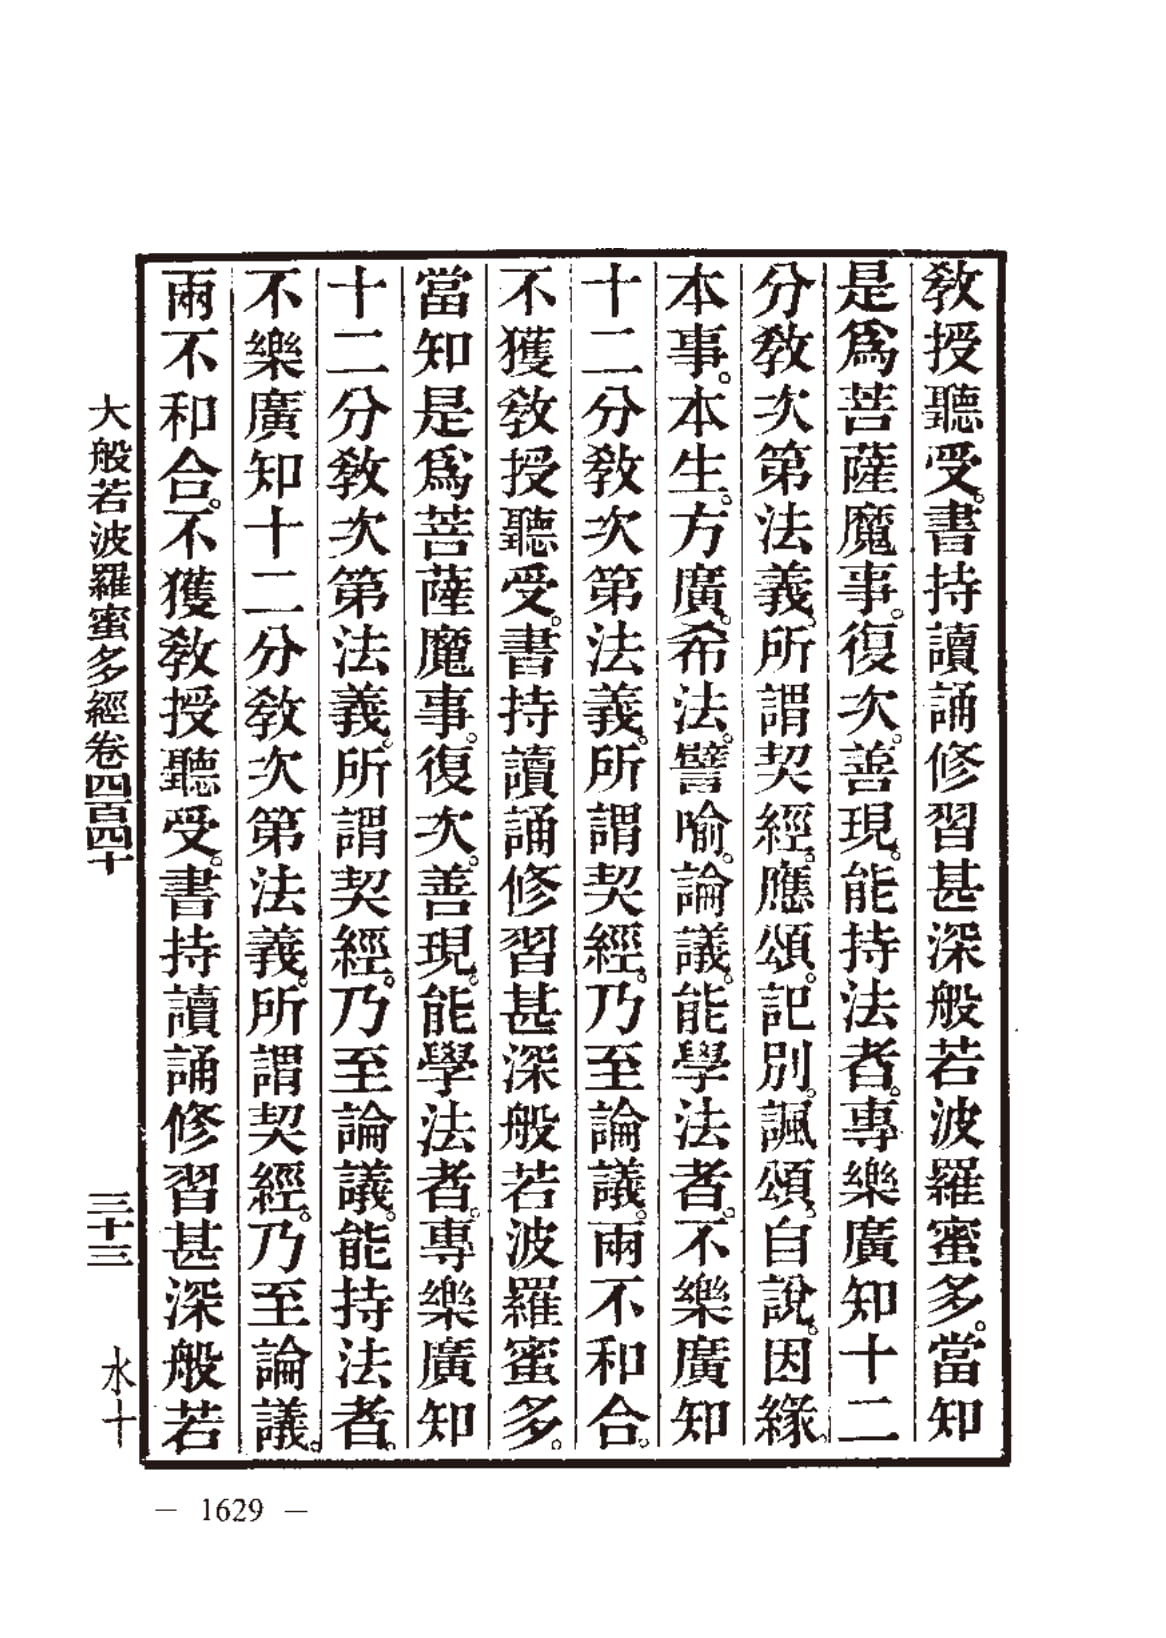 敎授聽受。書持讀誦修習甚深般若波羅蜜多。當知
是爲菩薩魔事。復次。善現。能持法者。專樂廣知十二
分敎次第法義。所謂契經。應頌。記別。諷頌。自說。因緣。
本事。本生。方廣。希法。譬喻。論議。能學法者。不樂廣知
十二分敎次第法義。所謂契經。乃至論議。兩不和合。
不獲敎授聽受。書持讀誦修習甚深般若波羅蜜多。
當知是爲菩薩魔事。復次。善現。能學法者。專樂廣知
十二分敎次第法義。所謂契經。乃至論議。能持法者。
不樂廣知十二分敎次第法義。所謂契經。乃至論議。
兩不和合。不獲敎授聽受。書持讀誦修習甚深般若
大般若波羅蜜多經卷四百四十 三十三 水十
— 1629 —